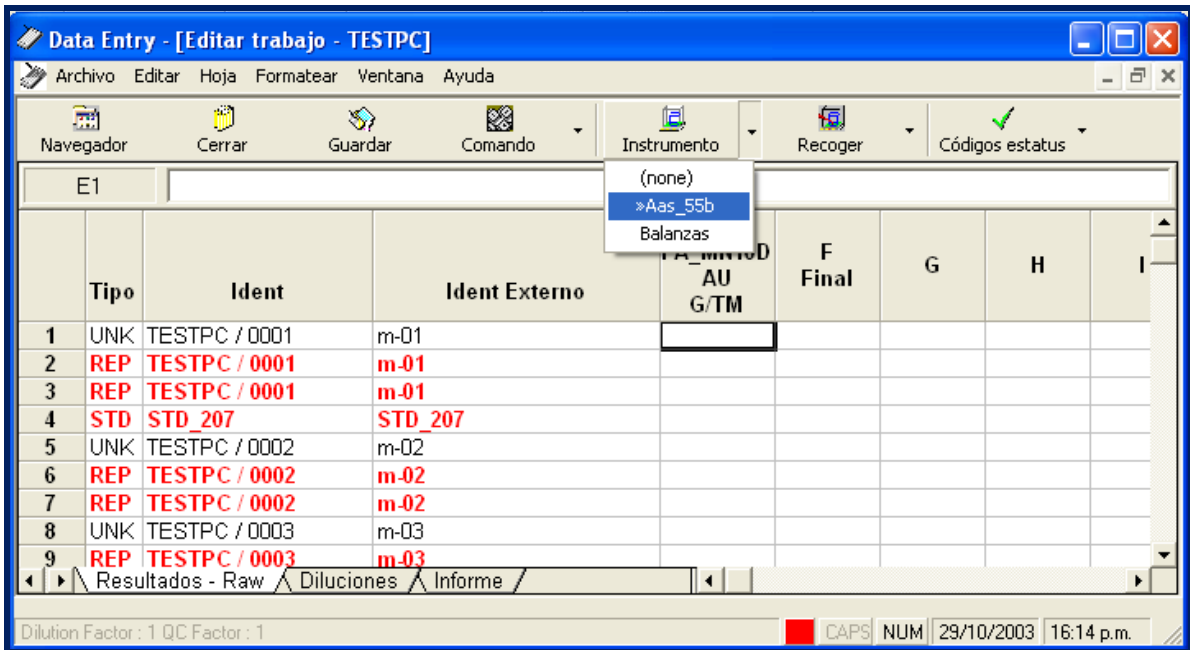 Data Entry - [Editar trabajo - TESTPC]
Archivo Editar Hoja Formatear Ventana Ayuda
Navegador Cerrar Guardar Comando Instrumento Recoger Códigos estatus
(none)
»Aas_55b
Balanzas
E1
Tipo Ident Ident Externo AU G/TM F Final G H I
1 UNK TESTPC / 0001 m-01
2 REP TESTPC / 0001 m-01
3 REP TESTPC / 0001 m-01
4 STD STD_207 STD_207
5 UNK TESTPC / 0002 m-02
6 REP TESTPC / 0002 m-02
7 REP TESTPC / 0002 m-02
8 UNK TESTPC / 0003 m-03
9 REP TESTPC / 0003 m-03
Resultados - Raw Diluciones Informe
Dilution Factor : 1 QC Factor : 1 CAPS NUM 29/10/2003 16:14 p.m.